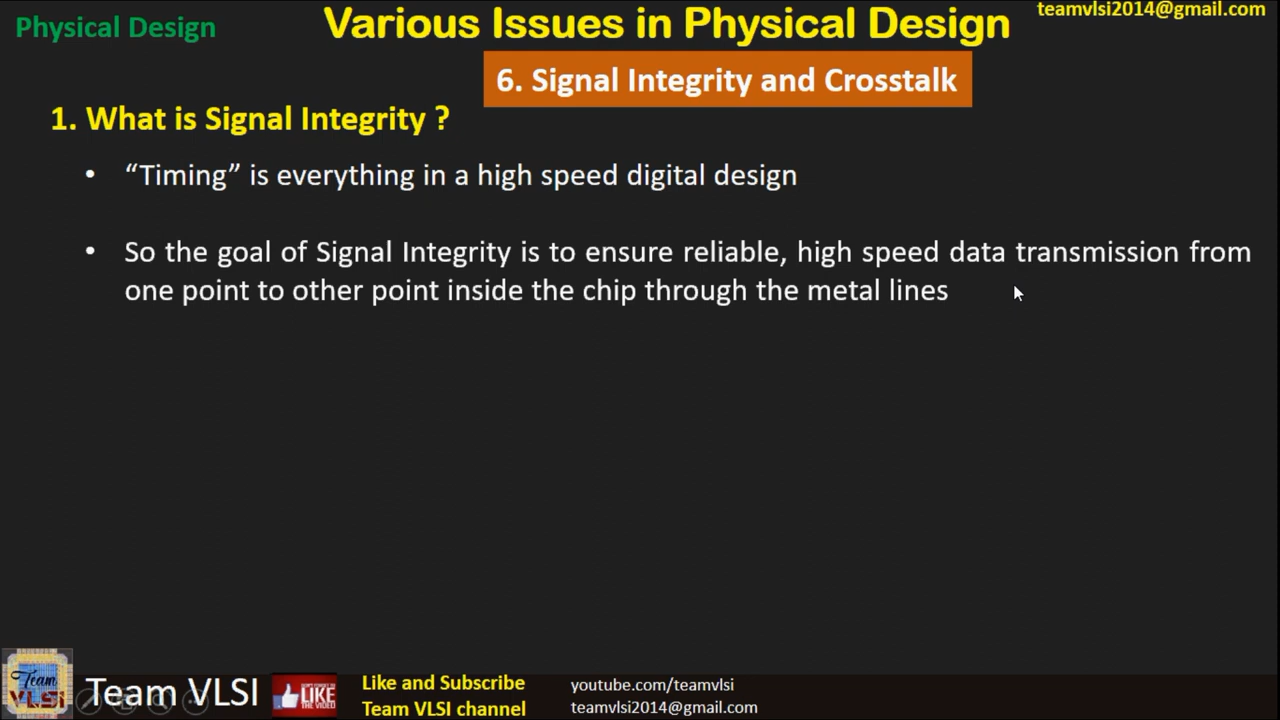 Physical Design
Various Issues in Physical Design
teamvlsi2014@gmail.com
6. Signal Integrity and Crosstalk
1. What is Signal Integrity ?
• “Timing” is everything in a high speed digital design
• So the goal of Signal Integrity is to ensure reliable, high speed data transmission from
one point to other point inside the chip through the metal lines
Team
VLSI
Team VLSI
LIKE
Like and Subscribe
Team VLSI channel
youtube.com/teamvlsi
teamvlsi2014@gmail.com